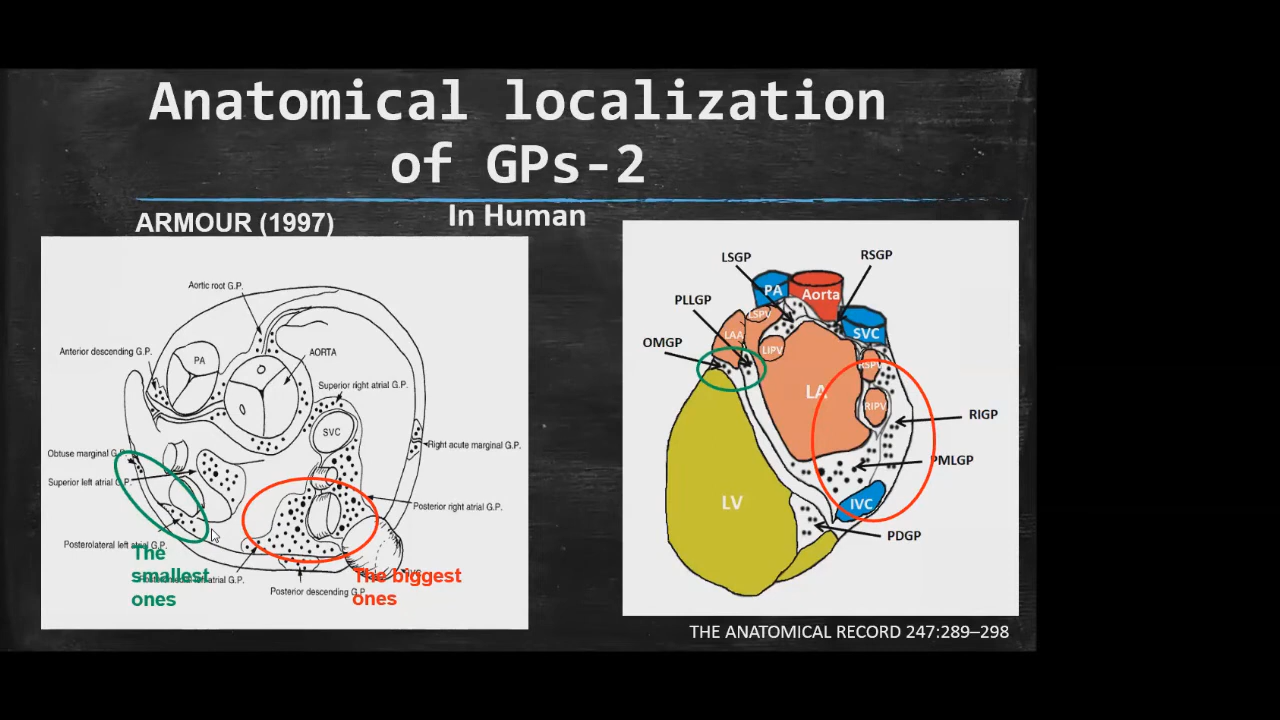 Anatomical localization
of GPs-2
In Human
ARMOUR (1997)
Aortic root G.P.
Anterior descending G.P.
PA
AORTA
Superior right atrial G.P.
SVC
Right acute marginal G.P.
Obtuse marginal G.P.
Superior left atrial G.P.
Posterior right atrial G.P.
Posterolateral left atrial G.P.
atrial G.P.
Posterior descending G.P.
The
smallest
ones
The biggest
ones
LSGP
RSGP
PA
Aorta
PLLGP
LSPV
SVC
LAA
OMGP
LIPV
RSPV
LA
RIPV
RIGP
PMLGP
LV
IVC
PDGP
THE ANATOMICAL RECORD 247:289–298